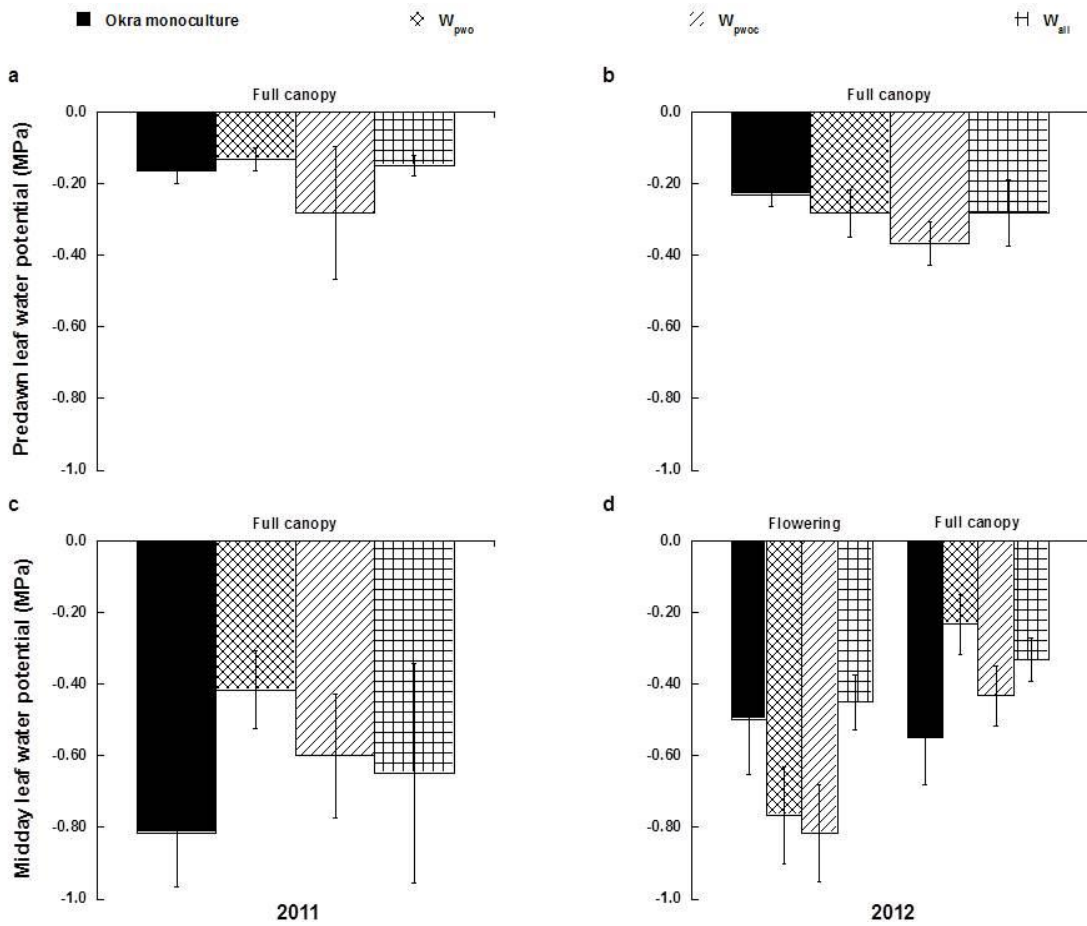 Okra monoculture W_pwo W_pwoc W_all
a
Full canopy
0.0
-0.20
-0.40
-0.60
-0.80
-1.0
Predawn leaf water potential (MPa)
b
Full canopy
0.0
-0.20
-0.40
-0.60
-0.80
-1.0
c
Full canopy
0.0
-0.20
-0.40
-0.60
-0.80
-1.0
Midday leaf water potential (MPa)
2011
d
Flowering Full canopy
0.0
-0.20
-0.40
-0.60
-0.80
-1.0
2012